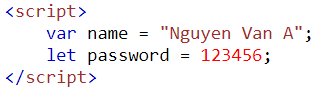 <script>
var name = "Nguyen Van A";
let password = 123456;
</script>